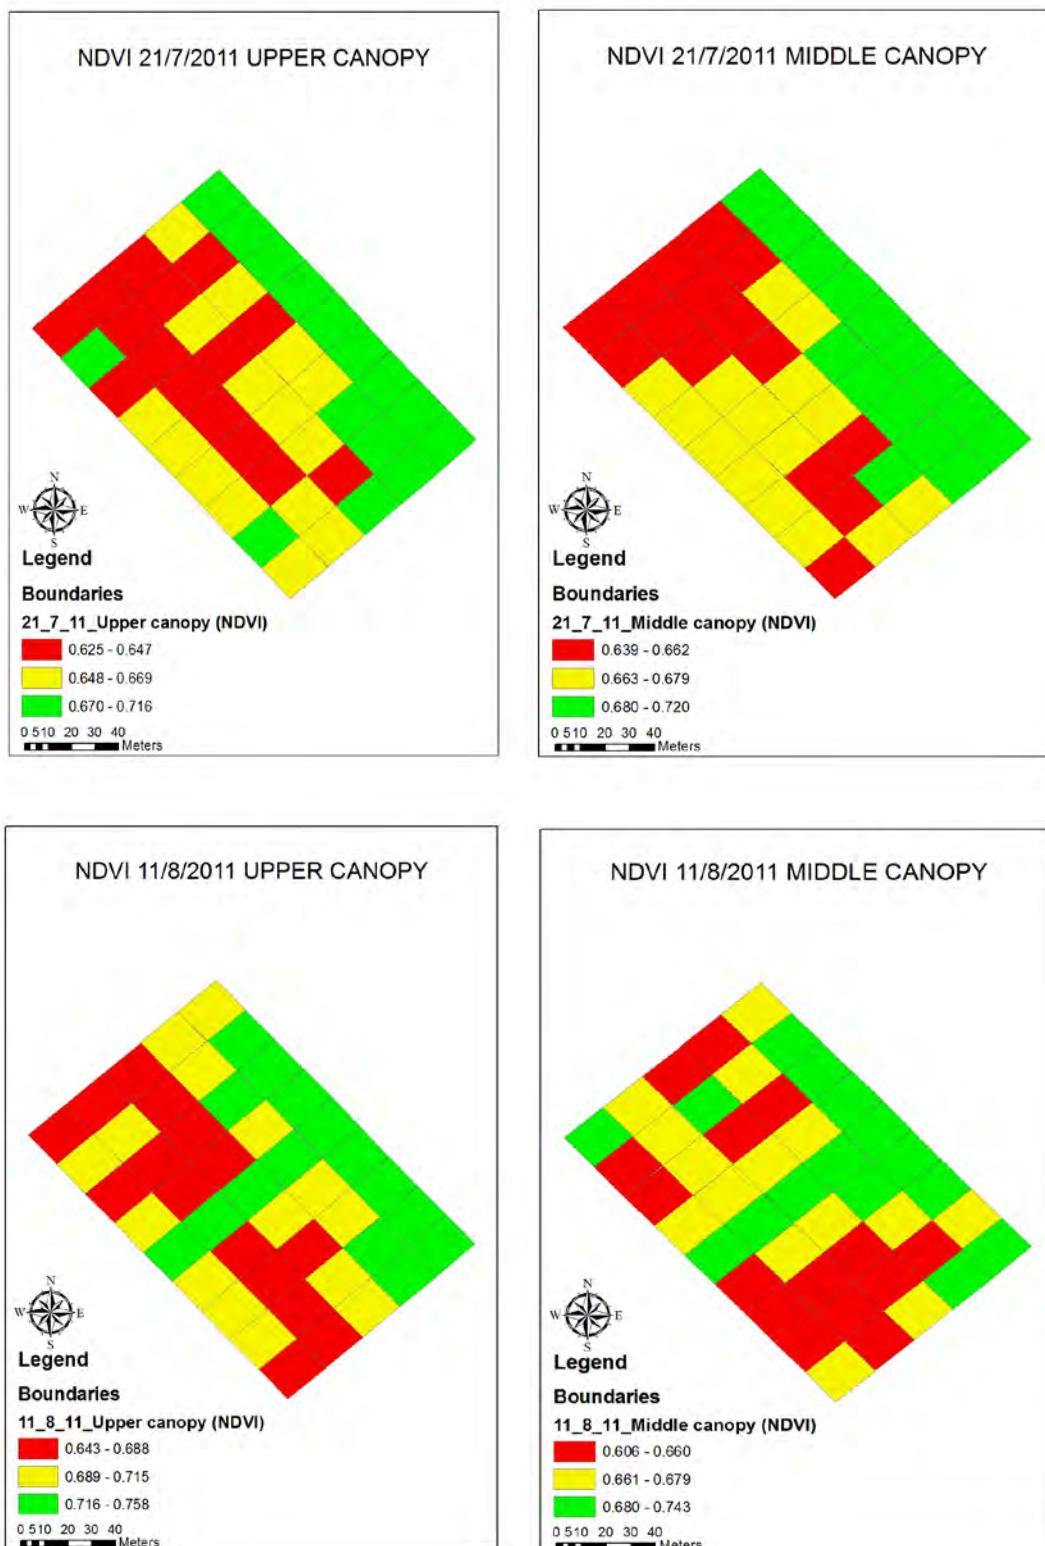 NDVI 21/7/2011 UPPER CANOPY
N
W E
S
Legend
Boundaries
21_7_11_Upper canopy (NDVI)
0.625 - 0.647
0.648 - 0.669
0.670 - 0.716
0 5 10 20 30 40
Meters
NDVI 21/7/2011 MIDDLE CANOPY
N
W E
S
Legend
Boundaries
21_7_11_Middle canopy (NDVI)
0.639 - 0.662
0.663 - 0.679
0.680 - 0.720
0 5 10 20 30 40
Meters
NDVI 11/8/2011 UPPER CANOPY
N
W E
S
Legend
Boundaries
11_8_11_Upper canopy (NDVI)
0.643 - 0.688
0.689 - 0.715
0.716 - 0.758
0 5 10 20 30 40
Meters
NDVI 11/8/2011 MIDDLE CANOPY
N
W E
S
Legend
Boundaries
11_8_11_Middle canopy (NDVI)
0.606 - 0.660
0.661 - 0.679
0.680 - 0.743
0 5 10 20 30 40
Meters